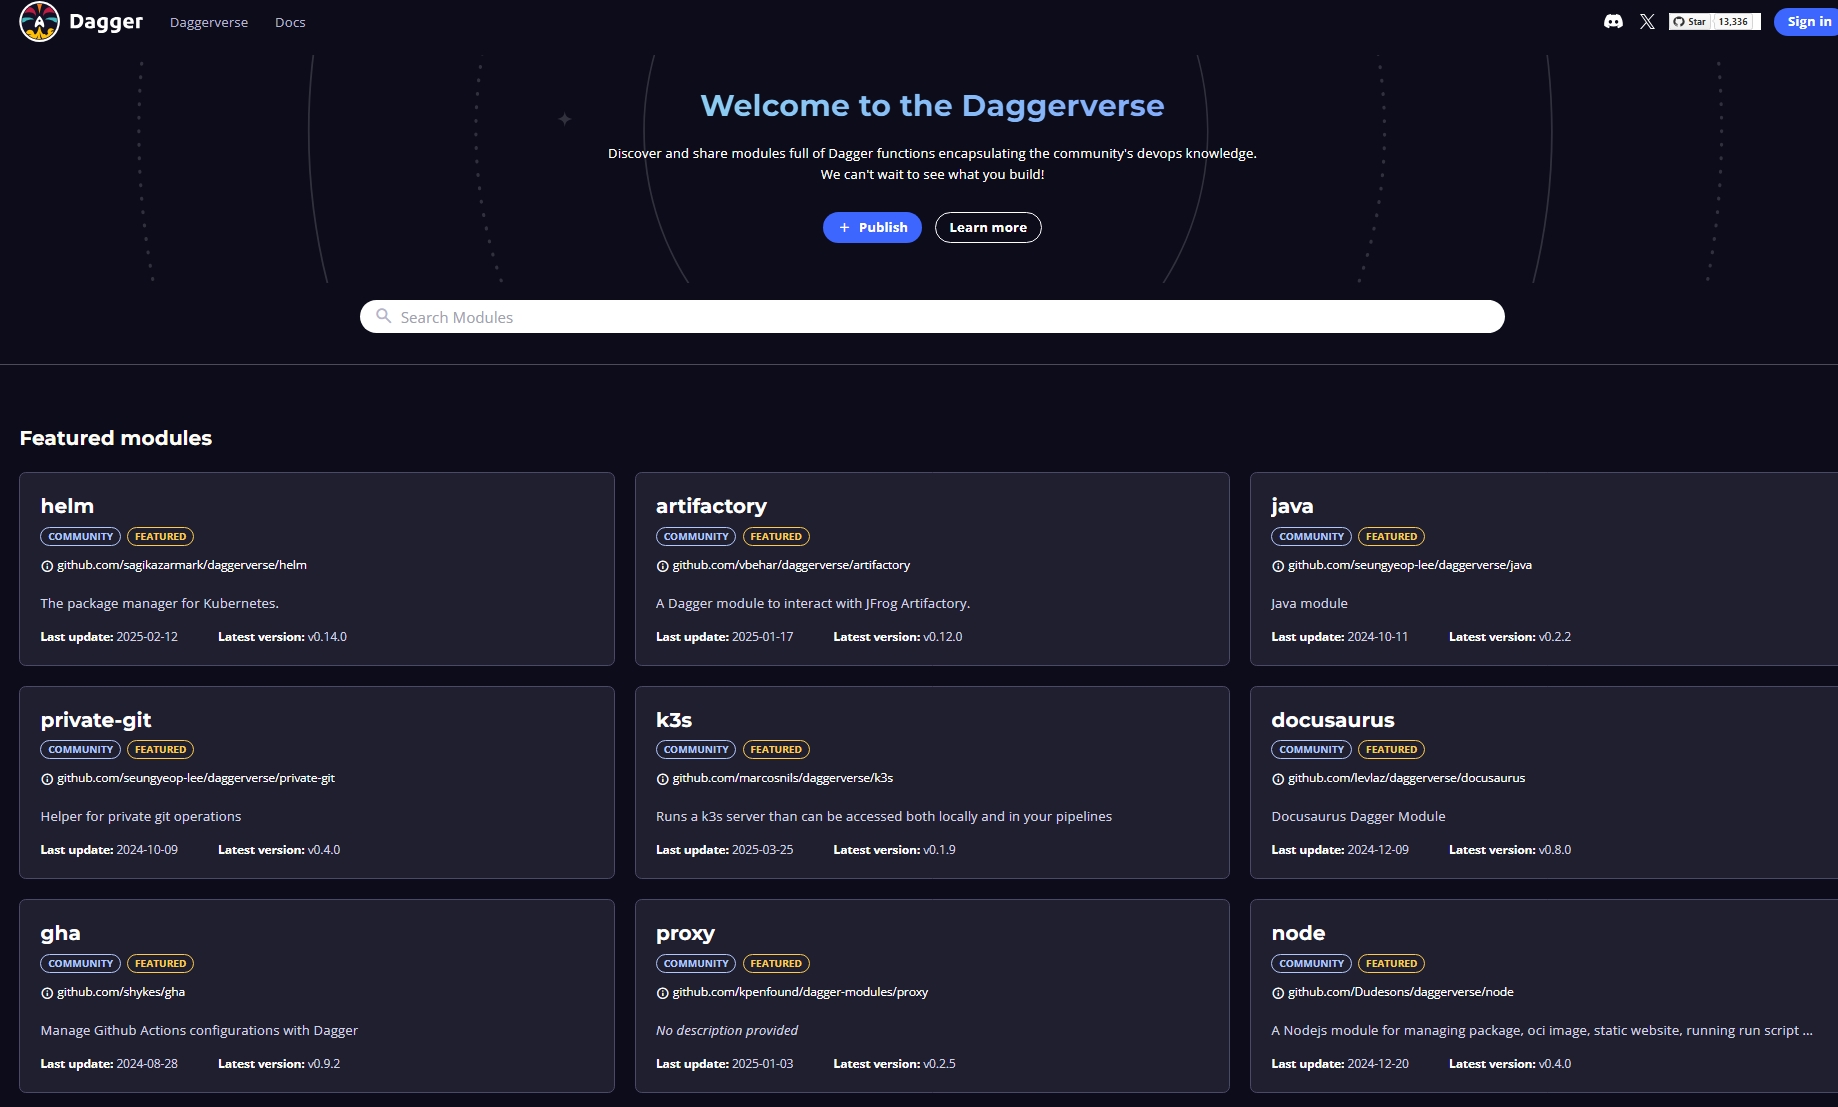 Dagger Daggerverse Docs Star 13,336 Sign in
Welcome to the Daggerverse
Discover and share modules full of Dagger functions encapsulating the community's devops knowledge.
We can't wait to see what you build!
+ Publish Learn more
Search Modules
Featured modules
helm
COMMUNITY FEATURED
github.com/sagikazarmark/daggerverse/helm
The package manager for Kubernetes.
Last update: 2025-02-12 Latest version: v0.14.0
artifactory
COMMUNITY FEATURED
github.com/vbehar/daggerverse/artifactory
A Dagger module to interact with JFrog Artifactory.
Last update: 2025-01-17 Latest version: v0.12.0
java
COMMUNITY FEATURED
github.com/seungyeop-lee/daggerverse/java
Java module
Last update: 2024-10-11 Latest version: v0.2.2
private-git
COMMUNITY FEATURED
github.com/seungyeop-lee/daggerverse/private-git
Helper for private git operations
Last update: 2024-10-09 Latest version: v0.4.0
k3s
COMMUNITY FEATURED
github.com/marcosnils/daggerverse/k3s
Runs a k3s server than can be accessed both locally and in your pipelines
Last update: 2025-03-25 Latest version: v0.1.9
docusaurus
COMMUNITY FEATURED
github.com/levlaz/daggerverse/docusaurus
Docusaurus Dagger Module
Last update: 2024-12-09 Latest version: v0.8.0
gha
COMMUNITY FEATURED
github.com/shykes/gha
Manage Github Actions configurations with Dagger
Last update: 2024-08-28 Latest version: v0.9.2
proxy
COMMUNITY FEATURED
github.com/kpenfound/dagger-modules/proxy
No description provided
Last update: 2025-01-03 Latest version: v0.2.5
node
COMMUNITY FEATURED
github.com/Dudesons/daggerverse/node
A Nodejs module for managing package, oci image, static website, running run script ...
Last update: 2024-12-20 Latest version: v0.4.0